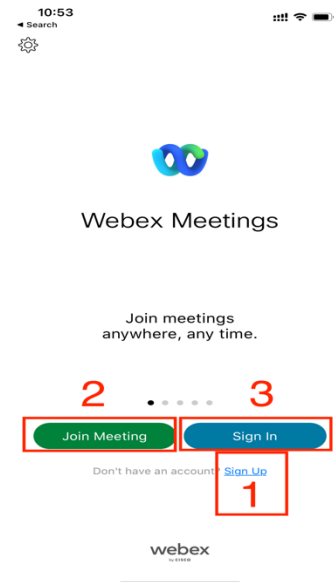 10:53
◀ Search
Webex Meetings
Join meetings
anywhere, any time.
2 3
Join Meeting Sign In
Don't have an account? Sign Up
1
webex
by CISCO